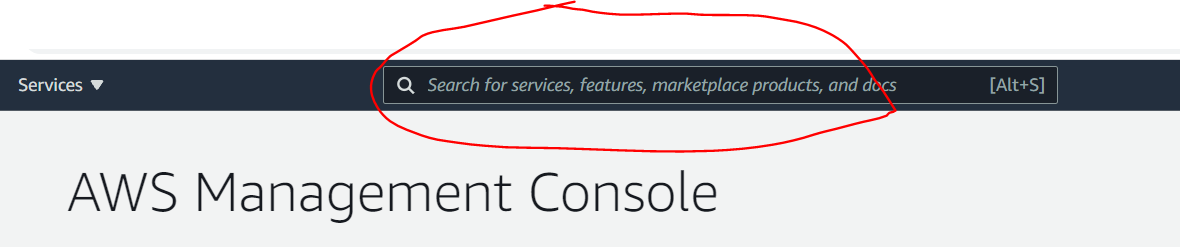 Services
Search for services, features, marketplace products, and docs [Alt+S]
AWS Management Console